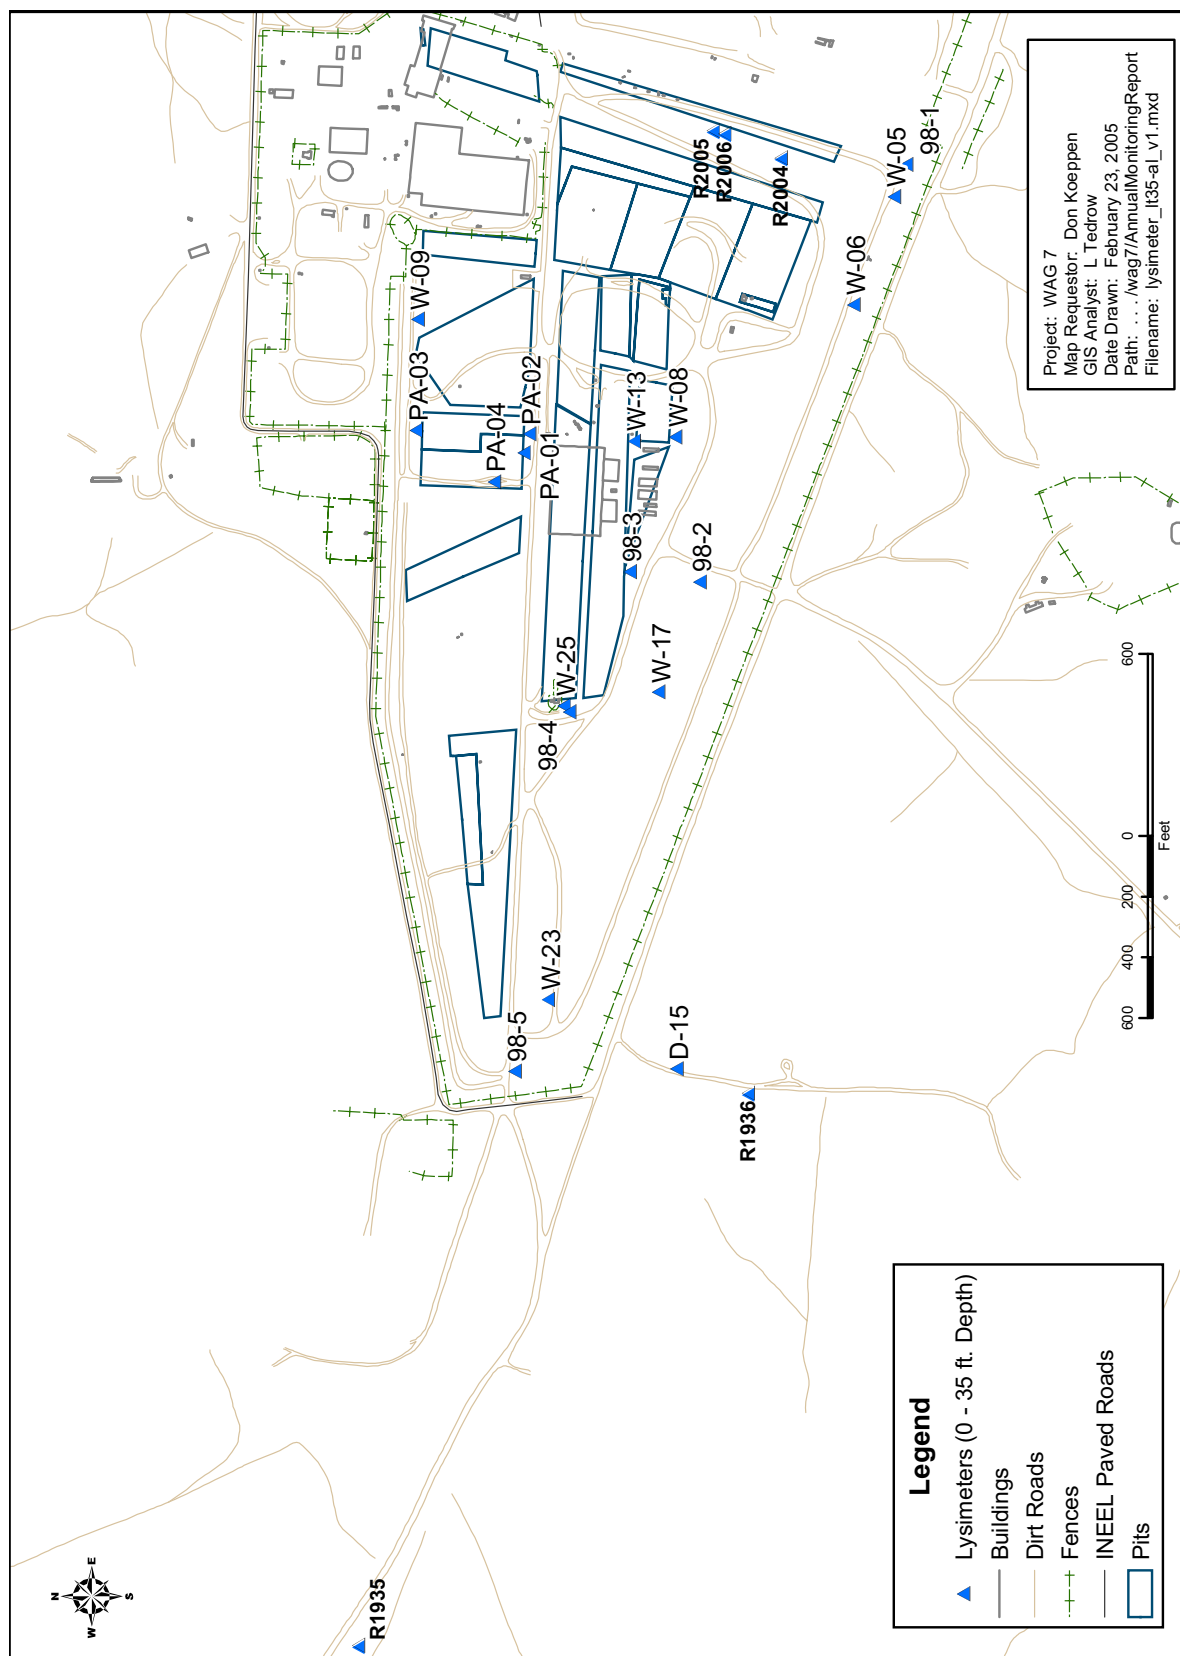 N
W
E
S
R1935
98-5
W-23
D-15
R1936
98-4
W-25
W-17
98-3
98-2
PA-04
PA-01
PA-02
PA-03
W-09
W-13
W-08
W-06
W-05
98-1
R2005
R2006
R2004
Legend
Lysimeters (0 - 35 ft. Depth)
Buildings
Dirt Roads
Fences
INEEL Paved Roads
Pits
600
400
200
0
600
Feet
Project: WAG 7
Map Requestor: Don Koeppen
GIS Analyst: L Tedrow
Date Drawn: February 23, 2005
Path: . . . /wag7/AnnualMonitoringReport
Filename: lysimeter_lt35-al_v1.mxd